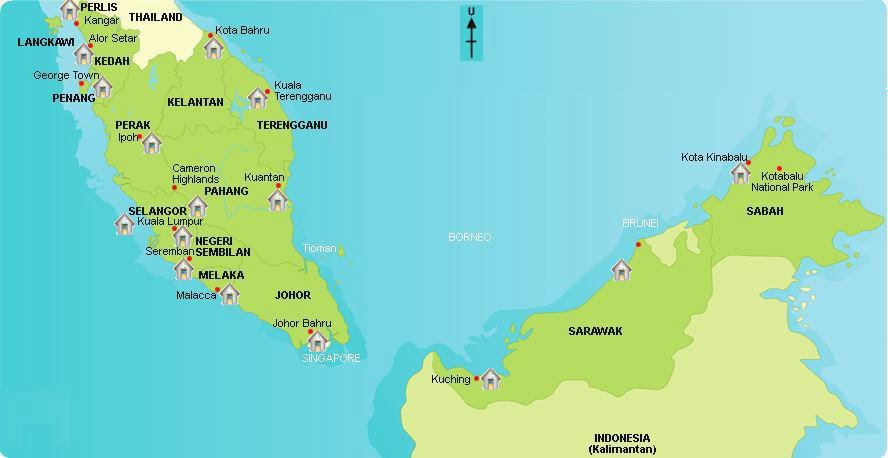 PERLIS
Kangar
THAILAND
U
Kota Bahru
LANGKAWI
Alor Setar
KEDAH
George Town
PENANG
Kuala
Terengganu
KELANTAN
TERENGGANU
PERAK
Ipoh
Cameron
Highlands
PAHANG
Kuantan
SELANGOR
Kuala Lumpur
NEGERI
SEMBILAN
Seremban
MELAKA
Malacca
Tioman
JOHOR
Johor Bahru
SINGAPORE
BORNEO
Kota Kinabalu
Kotabalu
National Park
SABAH
BRUNEI
SARAWAK
Kuching
INDONESIA
(Kalimantan)